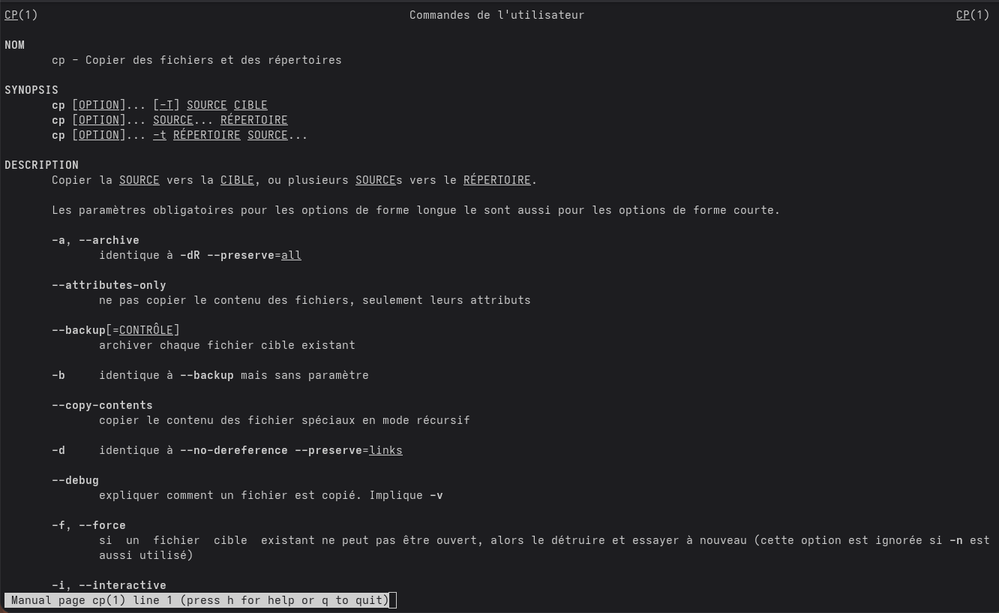 CP(1) Commandes de l'utilisateur CP(1)
NOM
cp - Copier des fichiers et des répertoires
SYNOPSIS
cp [OPTION]... [-T] SOURCE CIBLE
cp [OPTION]... SOURCE... RÉPERTOIRE
cp [OPTION]... -t RÉPERTOIRE SOURCE...
DESCRIPTION
Copier la SOURCE vers la CIBLE, ou plusieurs SOURCEs vers le RÉPERTOIRE.
Les paramètres obligatoires pour les options de forme longue le sont aussi pour les options de forme courte.
-a, --archive
identique à -dR --preserve=all
--attributes-only
ne pas copier le contenu des fichiers, seulement leurs attributs
--backup[=CONTRÔLE]
archiver chaque fichier cible existant
-b identique à --backup mais sans paramètre
--copy-contents
copier le contenu des fichier spéciaux en mode récursif
-d identique à --no-dereference --preserve=links
--debug
expliquer comment un fichier est copié. Implique -v
-f, --force
si un fichier cible existant ne peut pas être ouvert, alors le détruire et essayer à nouveau (cette option est ignorée si -n est
aussi utilisé)
-i, --interactive
Manual page cp(1) line 1 (press h for help or q to quit)